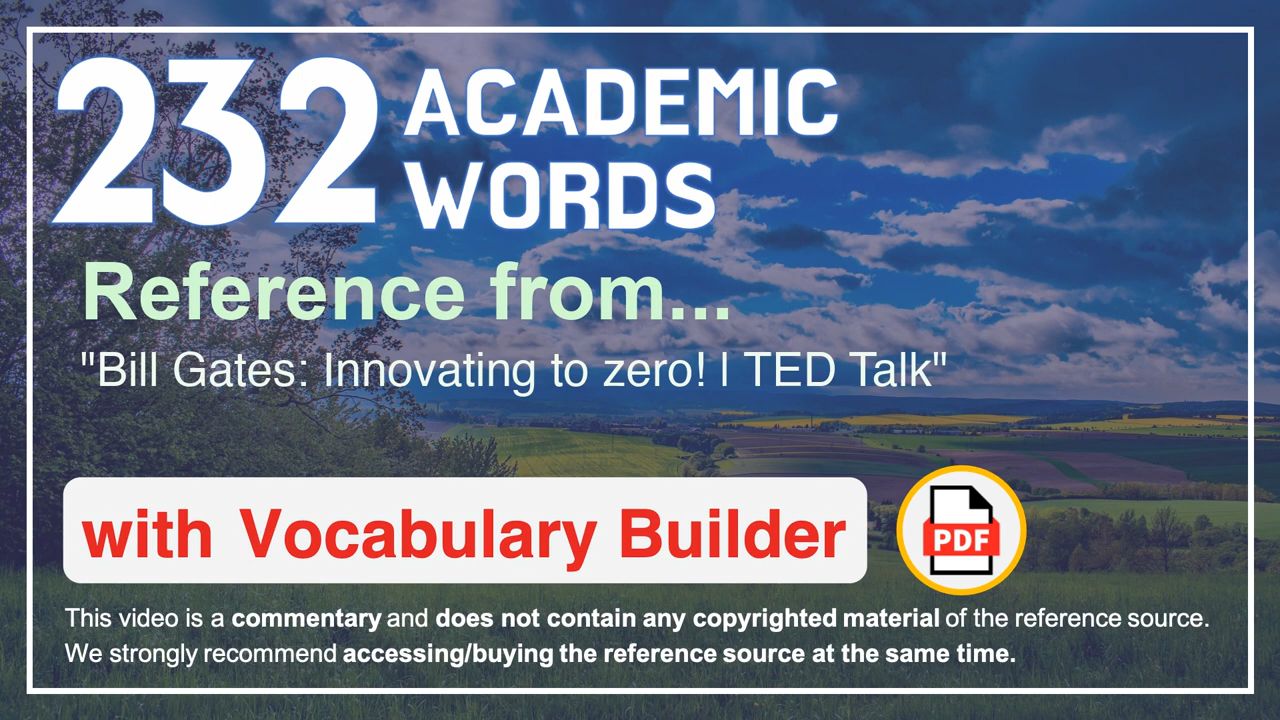 232 ACADEMIC
WORDS
Reference from...
"Bill Gates: Innovating to zero! | TED Talk"
with Vocabulary Builder
PDF
This video is a commentary and does not contain any copyrighted material of the reference source.
We strongly recommend accessing/buying the reference source at the same time.